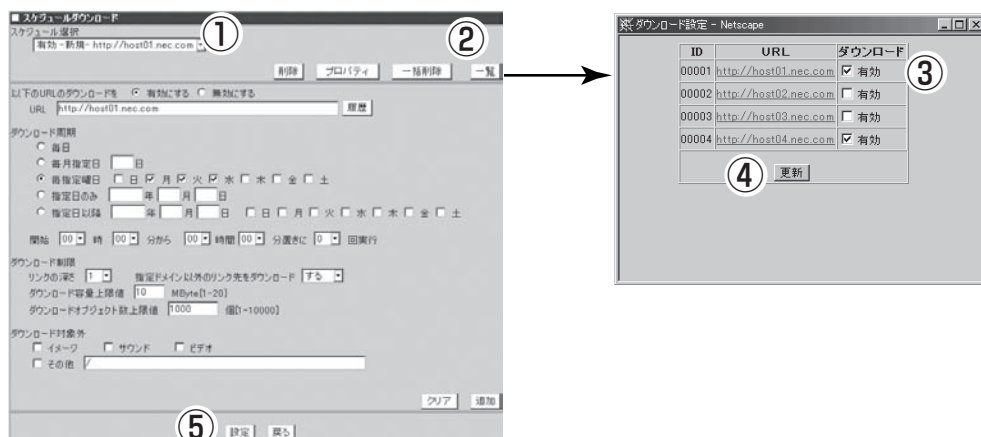 ■ スケジュールダウンロード
スケジュール選択
有効 -新規- http://host01.nec.com
①
②
削除 プロパティ 一括削除 一覧
以下のURLのダウンロードを 有効にする 無効にする
URL http://host01.nec.com 履歴
ダウンロード周期
毎日
毎月指定日 日
毎指定曜日 日 月 火 水 木 金 土
指定日のみ 年 月 日
指定日以降 年 月 日 日 月 火 水 木 金 土
開始 00 時 00 分から 00 時間 00 分置きに 0 回実行
ダウンロード制限
リンクの深さ 1 指定ドメイン以外のリンク先をダウンロード する
ダウンロード容量上限値 10 MByte[1-20]
ダウンロードオブジェクト数上限値 1000 個[1-10000]
ダウンロード対象外
イメージ サウンド ビデオ
その他 /
クリア 追加
⑤
設定 戻る
ダウンロード設定 - Netscape
ID URL ダウンロード
00001 http://host01.nec.com 有効
③
00002 http://host02.nec.com 有効
00003 http://host03.nec.com 有効
00004 http://host04.nec.com 有効
④
更新